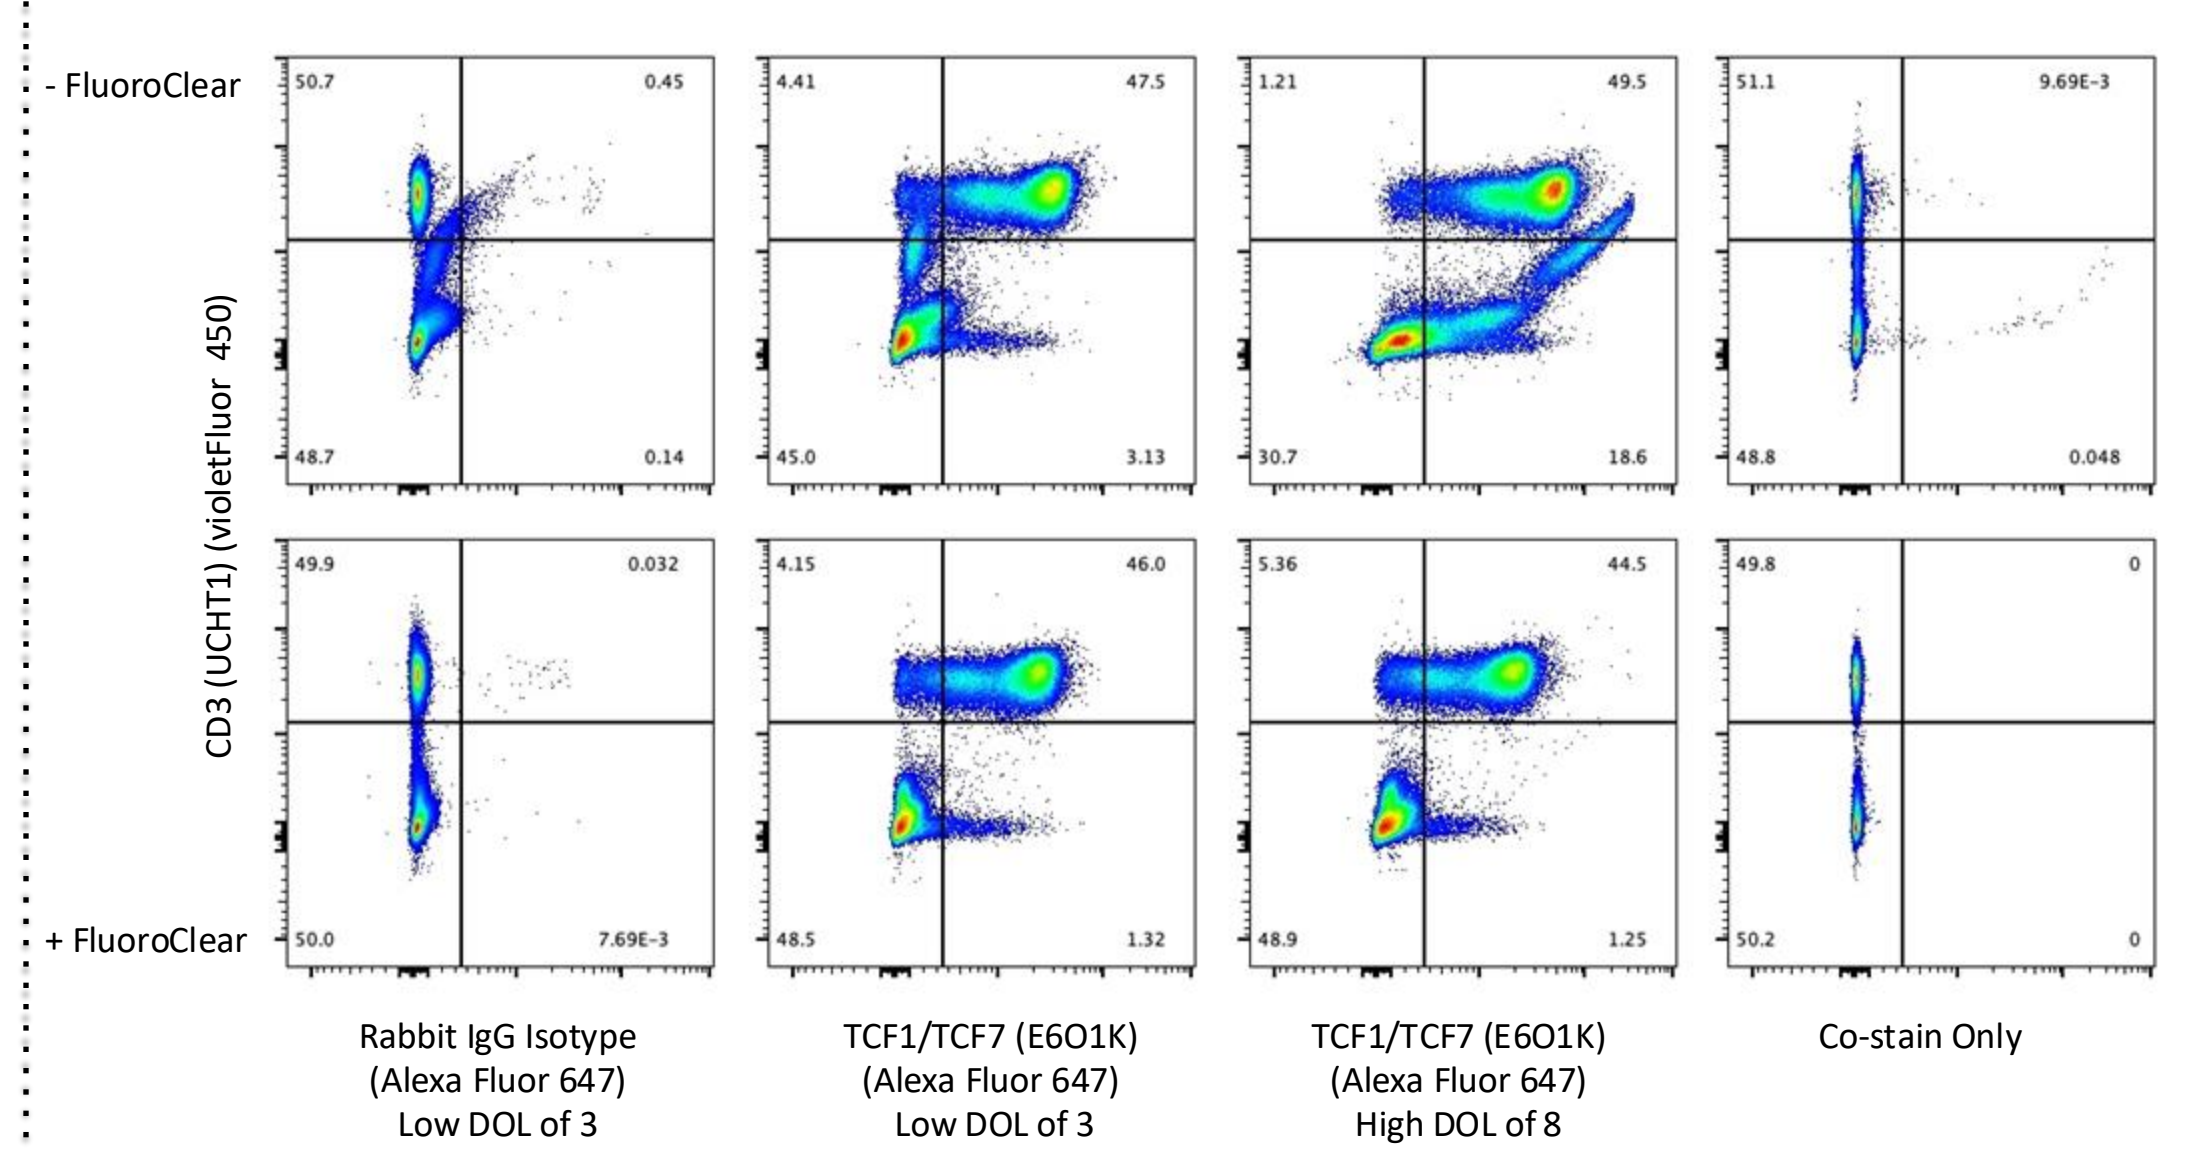 - FluoroClear
50.7 0.45
4.41 47.5
1.21 49.5
51.1 9.69E-3
48.7 0.14
45.0 3.13
30.7 18.6
48.8 0.048
CD3 (UCHT1) (violetFluor 450)
49.9 0.032
4.15 46.0
5.36 44.5
49.8 0
+ FluoroClear
50.0 7.69E-3
48.5 1.32
48.9 1.25
50.2 0
Rabbit IgG Isotype
(Alexa Fluor 647)
Low DOL of 3
TCF1/TCF7 (E6O1K)
(Alexa Fluor 647)
Low DOL of 3
TCF1/TCF7 (E6O1K)
(Alexa Fluor 647)
High DOL of 8
Co-stain Only